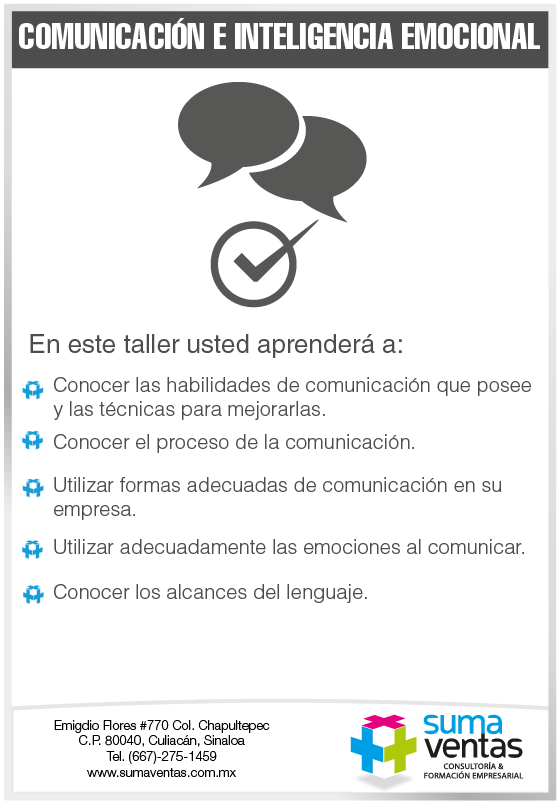 COMUNICACIÓN E INTELIGENCIA EMOCIONAL
En este taller usted aprenderá a:
Conocer las habilidades de comunicación que posee
y las técnicas para mejorarlas.
Conocer el proceso de la comunicación.
Utilizar formas adecuadas de comunicación en su
empresa.
Utilizar adecuadamente las emociones al comunicar.
Conocer los alcances del lenguaje.
Emigdio Flores #770 Col. Chapultepec
C.P. 80040, Culiacán, Sinaloa
Tel. (667)-275-1459
www.sumaventas.com.mx
suma
ventas
CONSULTORÍA &
FORMACIÓN EMPRESARIAL